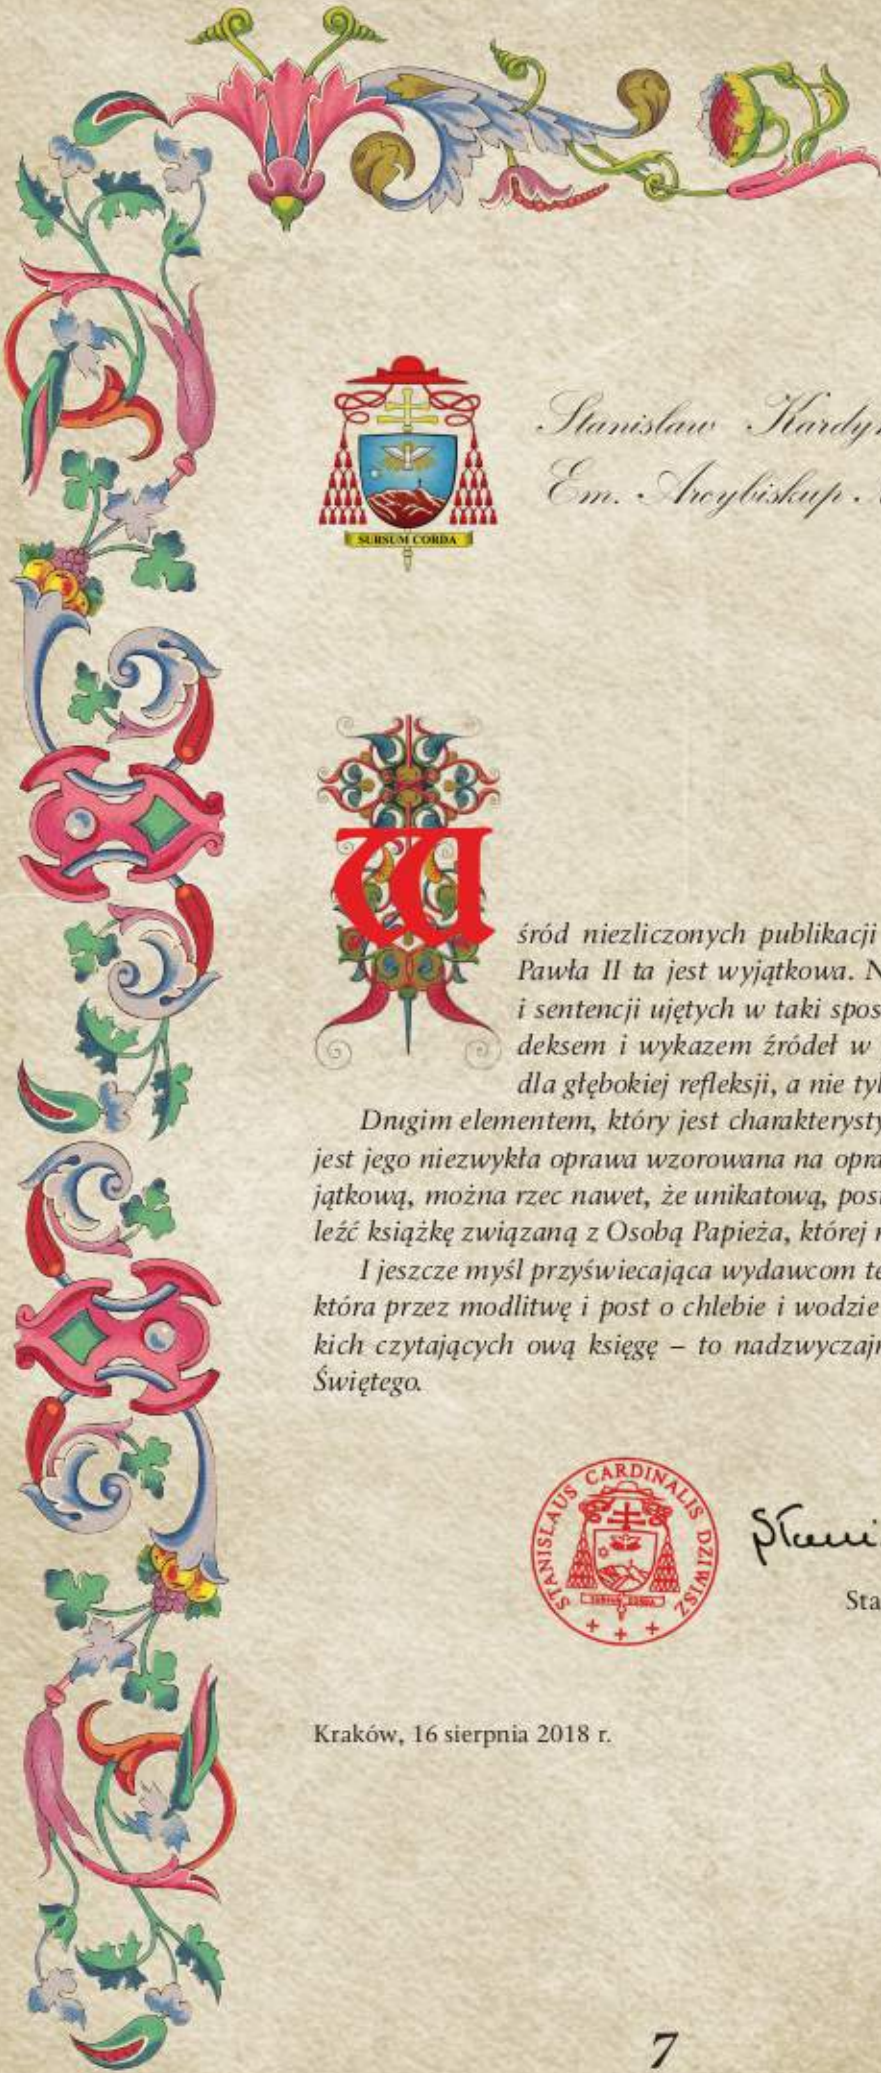 Stanisław Kardyn
Em. Arcybiskup
SURSUM CORDA
W
śród niezliczonych publikacji
Pawła II ta jest wyjątkowa. N
i sentencji ujętych w taki spos
deksem i wykazem źródeł w
dla głębokiej refleksji, a nie tyl
Drugim elementem, który jest charakterysty
jest jego niezwykła oprawa wzorowana na opra
jątkową, można rzec nawet, że unikatową, pos
leźć książkę związaną z Osobą Papieża, której
I jeszcze myśl przyświecająca wydawcom te
która przez modlitwę i post o chlebie i wodzie
kich czytających ową księgę – to nadzwyczajn
Świętego.
STANISLAUS CARDINALIS DZIWISZ
SURSUM CORDA
Stani
Sta
Kraków, 16 sierpnia 2018 r.
7